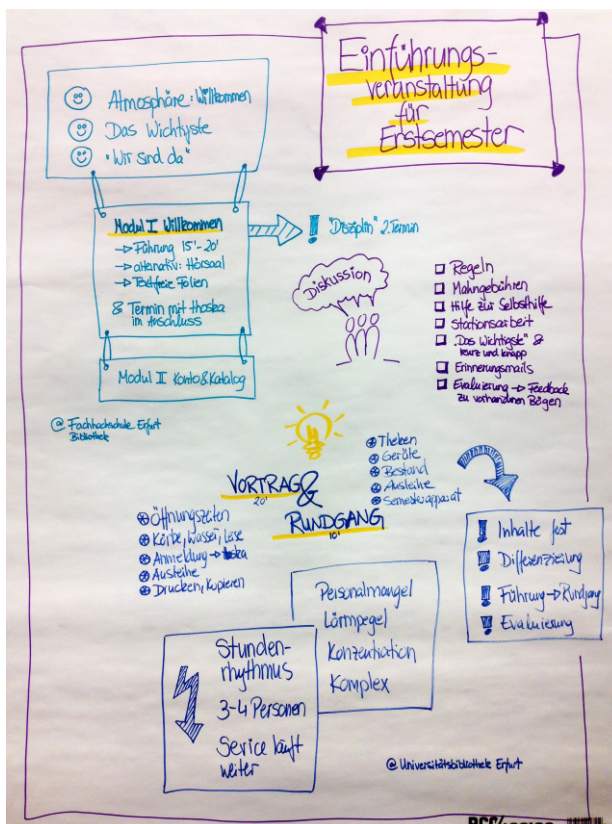 Einführungs-
veranstaltung
für
Erstsemester
Atmosphäre: Willkommen
Das Wichtigste
"Wir sind da"
Modul I Willkommen
→ Führung 15'-20'
→ alternativ: Hörsaal
→ Textfreie Folien
& Termin mit thoska
im Anschluss
! "Disziplin" 2.Termin
Modul II Konto & Katalog
@ Fachhochschule Erfurt
Bibliothek
Diskussion
Regeln
Mahngebühren
Hilfe zur Selbsthilfe
Stationsarbeit
"Das Wichtigste" &
kurz und knapp
Erinnerungsmails
Evaluierung → Feedback
zu vorhandenen Bögen
VORTRAG &
20'
RUNDGANG
10'
Theken
Geräte
Bestand
Ausleihe
Semesterapparat
Öffnungszeiten
Körbe, Wasser, Lese
Anmeldung →
Ausleihe
Drucken, Kopieren
! Inhalte fest
! Differenzierung
! Führung → Rundgang
! Evaluierung
Personalmangel
Lärmpegel
Konzentration
Komplex
Stunden-
rhythmus
3-4 Personen
Service läuft
weiter
@ Universitätsbibliothek Erfurt